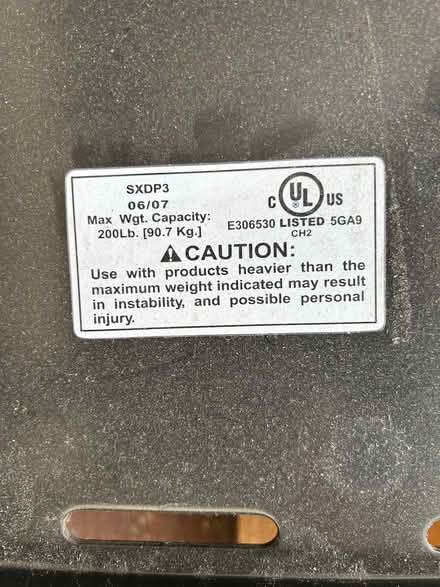 SXDP3
06/07
Max Wgt. Capacity:
200Lb. [90.7 Kg.]
C UL ® US
E306530 LISTED 5GA9
CH2
CAUTION:
Use with products heavier than the
maximum weight indicated may result
in instability, and possible personal
injury.